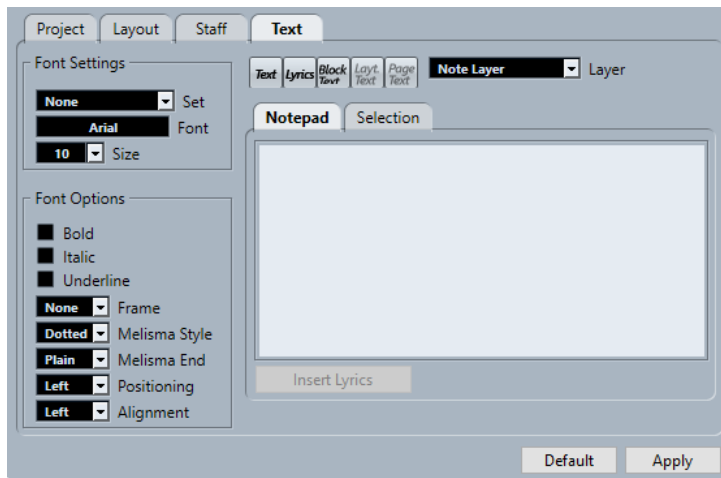 Project Layout Staff Text
Font Settings
None Set
Arial Font
10 Size
Font Options
Bold
Italic
Underline
None Frame
Dotted Melisma Style
Plain Melisma End
Left Positioning
Left Alignment
Text Lyrics Block Text Layt. Text Page Text Note Layer Layer
Notepad Selection
Insert Lyrics
Default Apply